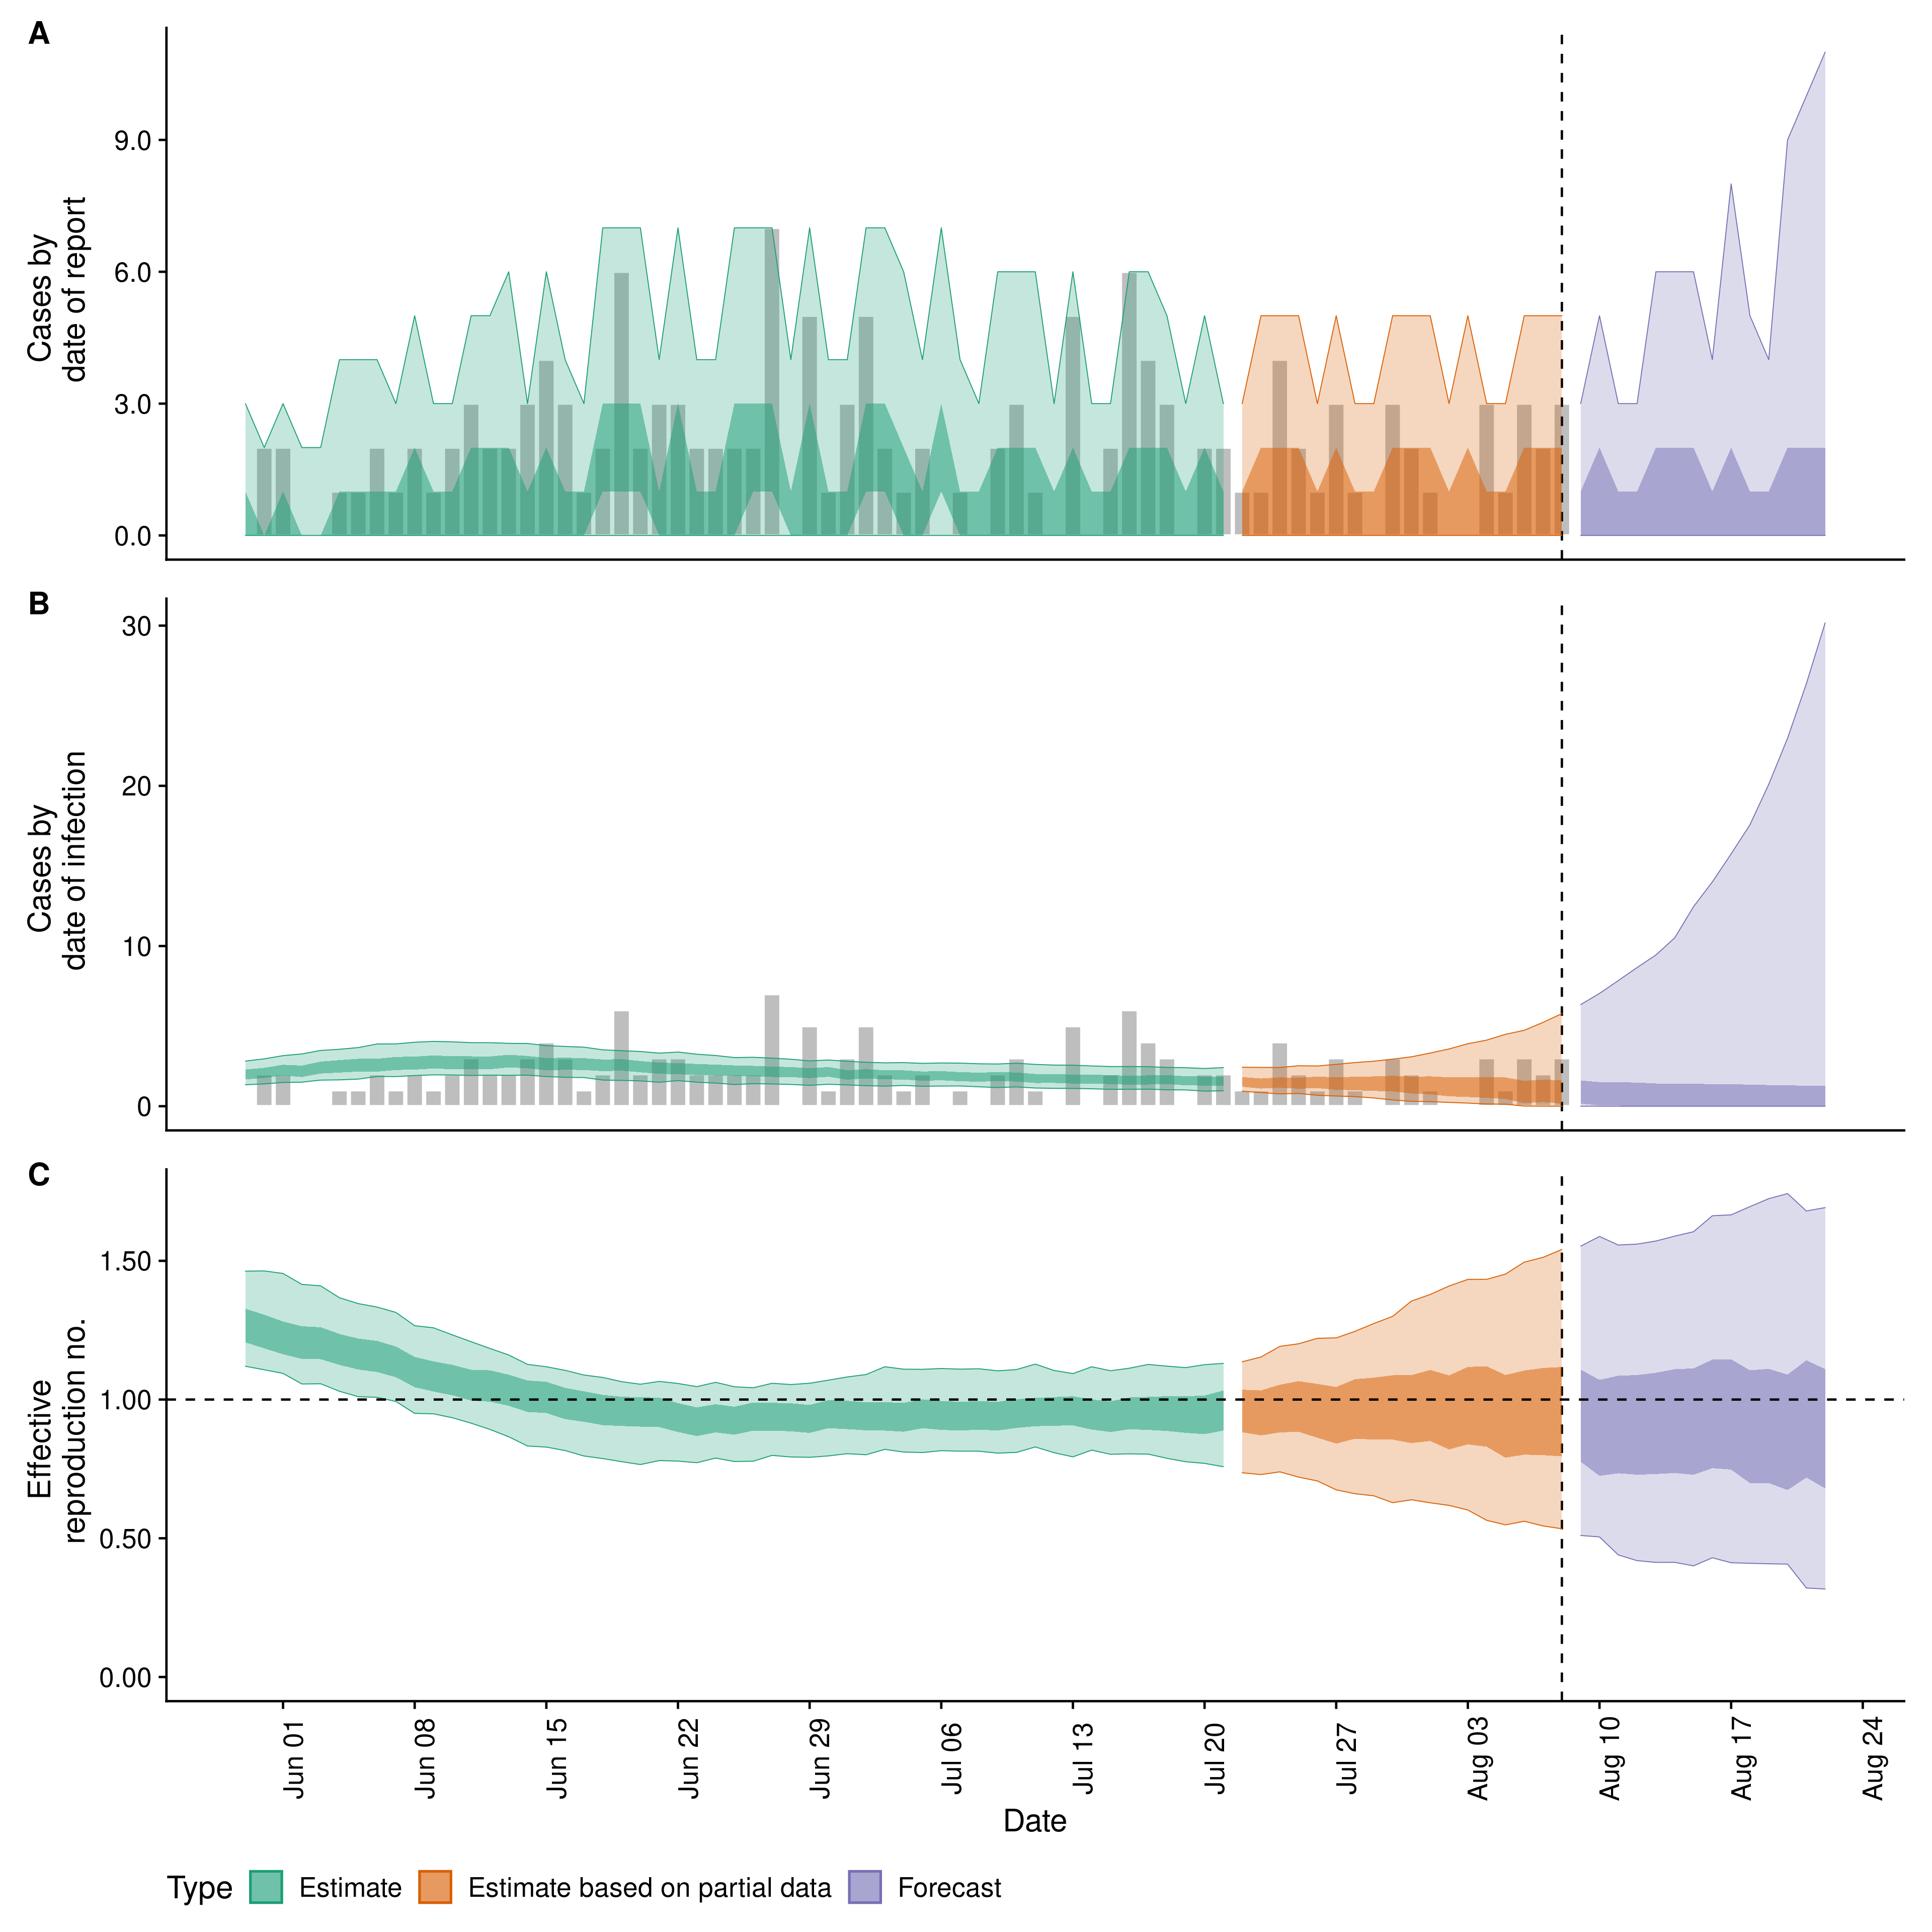 A
Cases by
date of report
9.0
6.0
3.0
0.0
B
Cases by
date of infection
30
20
10
0
C
Effective
reproduction no.
1.50
1.00
0.50
0.00
Jun 01
Jun 08
Jun 15
Jun 22
Jun 29
Jul 06
Jul 13
Jul 20
Jul 27
Aug 03
Aug 10
Aug 17
Aug 24
Date
Type Estimate Estimate based on partial data Forecast